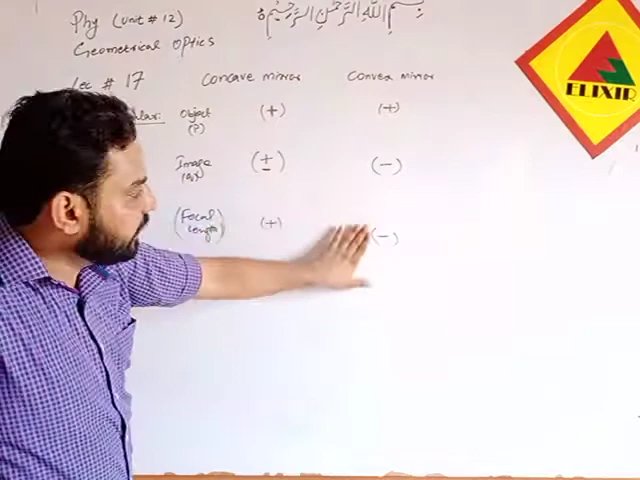 Phy (unit # 12)
بِسْمِ اللّٰهِ الرَّحْمٰنِ الرَّحِيْمِ ه
Geometrical Optics
Lec # 17 Concave mirror Convex mirror
ELIXIR
Object (+) (+)
(P)
Image (±) (−)
(Focal (+) (−)
length)